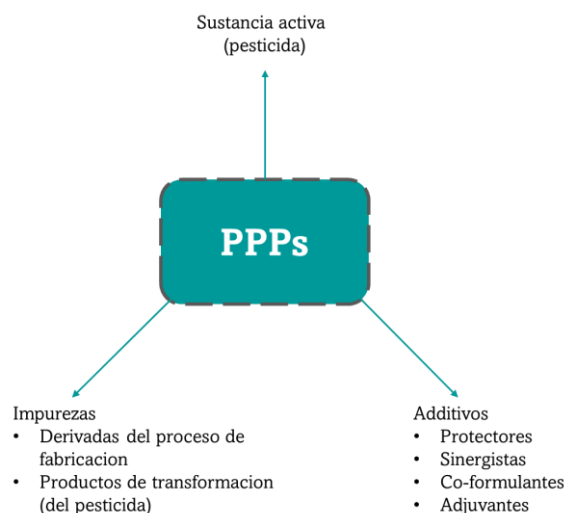 Sustancia activa
(pesticida)
PPPs
Impurezas
• Derivadas del proceso de
fabricacion
• Productos de transformacion
(del pesticida)
Additivos
• Protectores
• Sinergistas
• Co-formulantes
• Adjuvantes